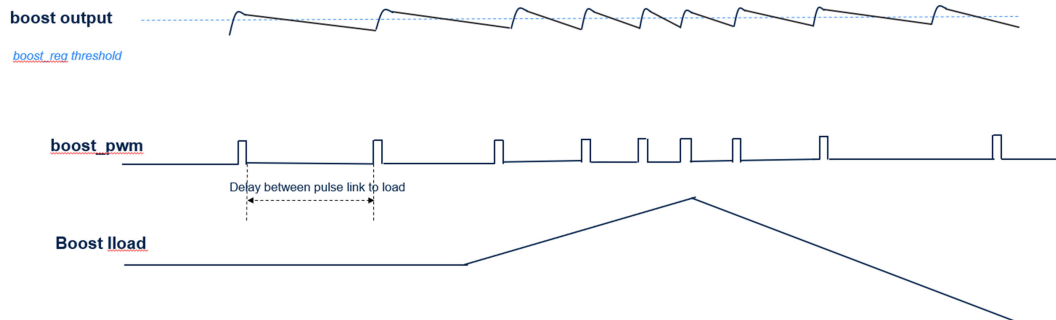 boost output
boost_reg threshold
boost_pwm
Delay between pulse link to load
Boost Iload